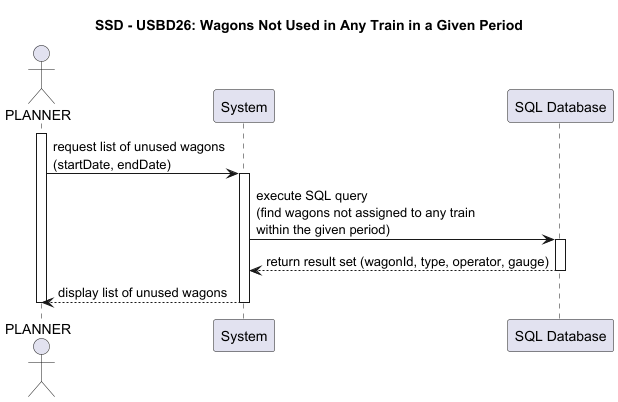 SSD - USBD26: Wagons Not Used in Any Train in a Given Period
PLANNER
System
SQL Database
request list of unused wagons
(startDate, endDate)
execute SQL query
(find wagons not assigned to any train
within the given period)
return result set (wagonId, type, operator, gauge)
display list of unused wagons
PLANNER
System
SQL Database